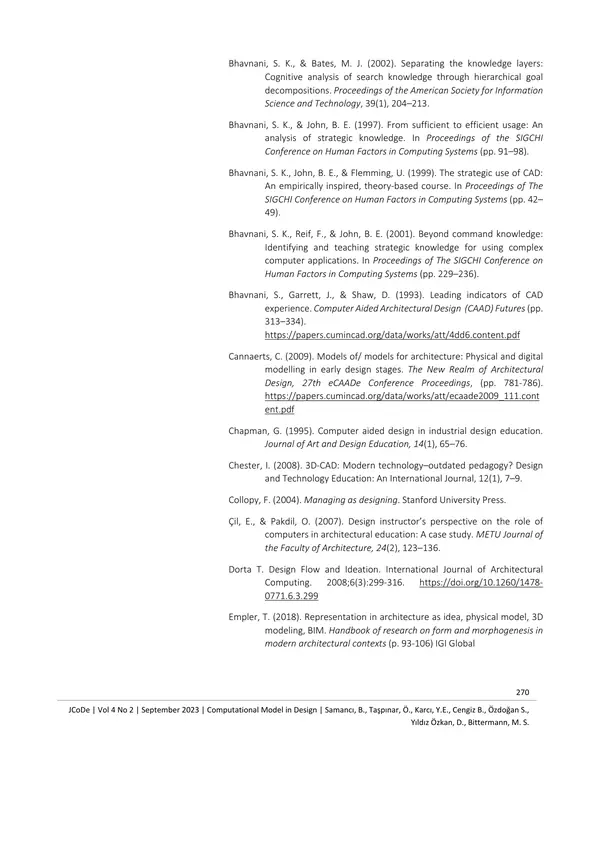 Bhavnani, S. K., & Bates, M. J. (2002). Separating the knowledge layers:
Cognitive analysis of search knowledge through hierarchical goal
decompositions. Proceedings of the American Society for Information
Science and Technology, 39(1), 204–213.
Bhavnani, S. K., & John, B. E. (1997). From sufficient to efficient usage: An
analysis of strategic knowledge. In Proceedings of the SIGCHI
Conference on Human Factors in Computing Systems (pp. 91–98).
Bhavnani, S. K., John, B. E., & Flemming, U. (1999). The strategic use of CAD:
An empirically inspired, theory-based course. In Proceedings of The
SIGCHI Conference on Human Factors in Computing Systems (pp. 42–
49).
Bhavnani, S. K., Reif, F., & John, B. E. (2001). Beyond command knowledge:
Identifying and teaching strategic knowledge for using complex
computer applications. In Proceedings of The SIGCHI Conference on
Human Factors in Computing Systems (pp. 229–236).
Bhavnani, S., Garrett, J., & Shaw, D. (1993). Leading indicators of CAD
experience. Computer Aided Architectural Design (CAAD) Futures (pp.
313–334).
https://papers.cumincad.org/data/works/att/4dd6.content.pdf
Cannaerts, C. (2009). Models of/ models for architecture: Physical and digital
modelling in early design stages. The New Realm of Architectural
Design, 27th eCAADe Conference Proceedings, (pp. 781-786).
https://papers.cumincad.org/data/works/att/ecaade2009_111.cont
ent.pdf
Chapman, G. (1995). Computer aided design in industrial design education.
Journal of Art and Design Education, 14(1), 65–76.
Chester, I. (2008). 3D-CAD: Modern technology–outdated pedagogy? Design
and Technology Education: An International Journal, 12(1), 7–9.
Collopy, F. (2004). Managing as designing. Stanford University Press.
Çil, E., & Pakdil, O. (2007). Design instructor's perspective on the role of
computers in architectural education: A case study. METU Journal of
the Faculty of Architecture, 24(2), 123–136.
Dorta T. Design Flow and Ideation. International Journal of Architectural
Computing. 2008;6(3):299-316. https://doi.org/10.1260/1478-
0771.6.3.299
Empler, T. (2018). Representation in architecture as idea, physical model, 3D
modeling, BIM. Handbook of research on form and morphogenesis in
modern architectural contexts (p. 93-106) IGI Global
270
JCoDe | Vol 4 No 2 | September 2023 | Computational Model in Design | Samancı, B., Taşpınar, Ö., Karcı, Y.E., Cengiz B., Özdoğan S.,
Yıldız Özkan, D., Bittermann, M. S.